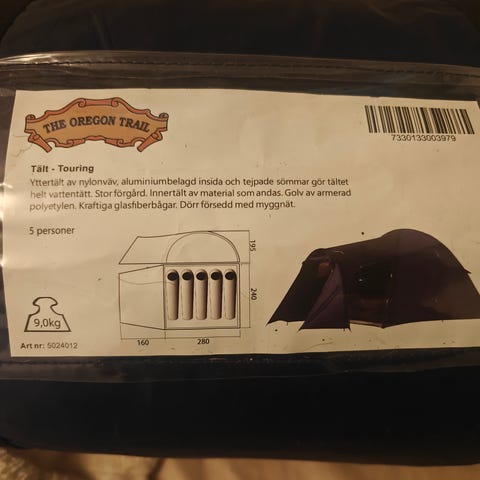 THE OREGON TRAIL
7330133003979
Tält - Touring
Yttertält av nylonväv, aluminiumbelagd insida och tejpade sömmar gör tältet
helt vattentätt. Stor förgård. Innertält av material som andas. Golv av armerad
polyetylen. Kraftiga glasfiberbågar. Dörr försedd med myggnät.
5 personer
195
240
9,0kg
160
280
Art nr: 5024012